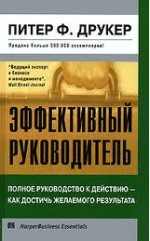 ПИТЕР Ф. ДРУКЕР
Продано больше 500 000 экземпляров!
"Ведущий эксперт
в бизнесе
и менеджменте".
Wall Street Journal
ЭФФЕКТИВНЫЙ
РУКОВОДИТЕЛЬ
ПОЛНОЕ РУКОВОДСТВО К ДЕЙСТВИЮ —
КАК ДОСТИЧЬ ЖЕЛАЕМОГО РЕЗУЛЬТАТА
HarperBusiness Essentials